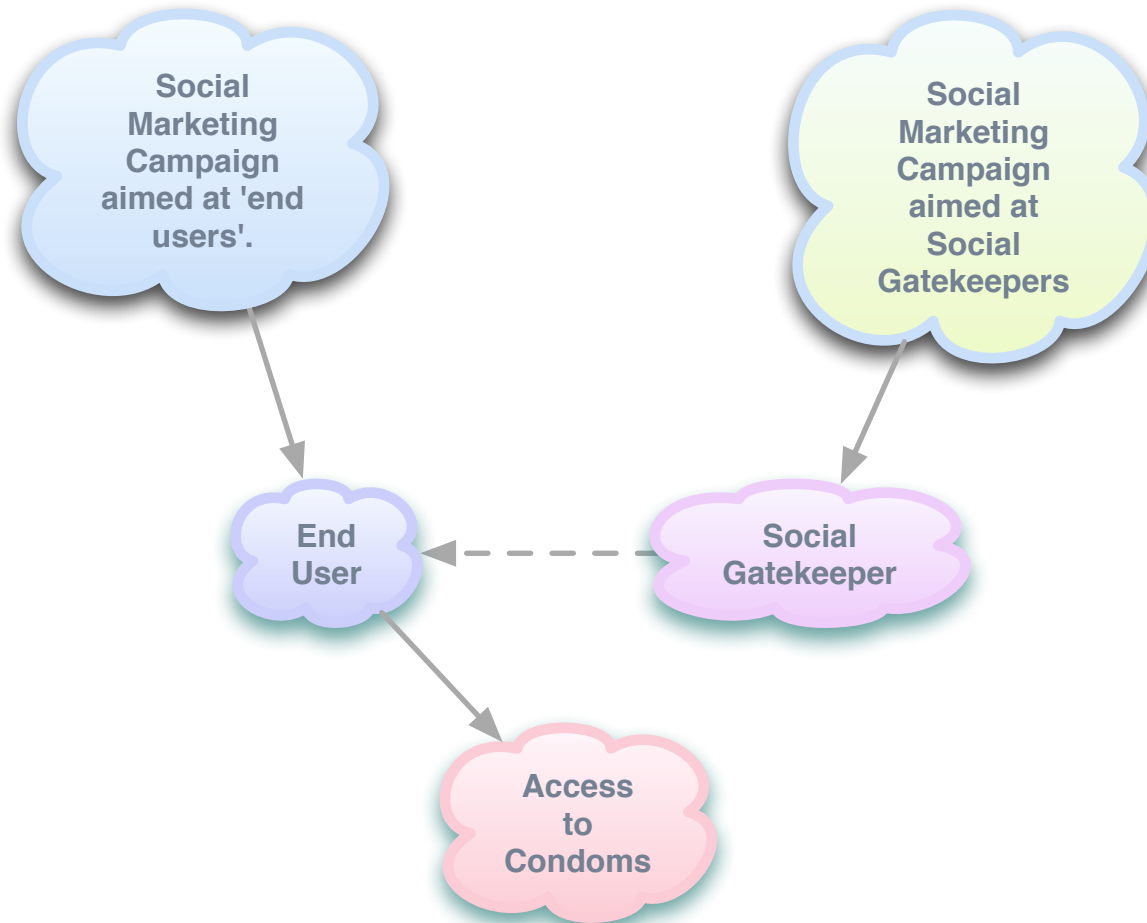 Social
Marketing
Campaign
aimed at 'end
users'.
Social
Marketing
Campaign
aimed at
Social
Gatekeepers
End
User
Social
Gatekeeper
Access
to
Condoms